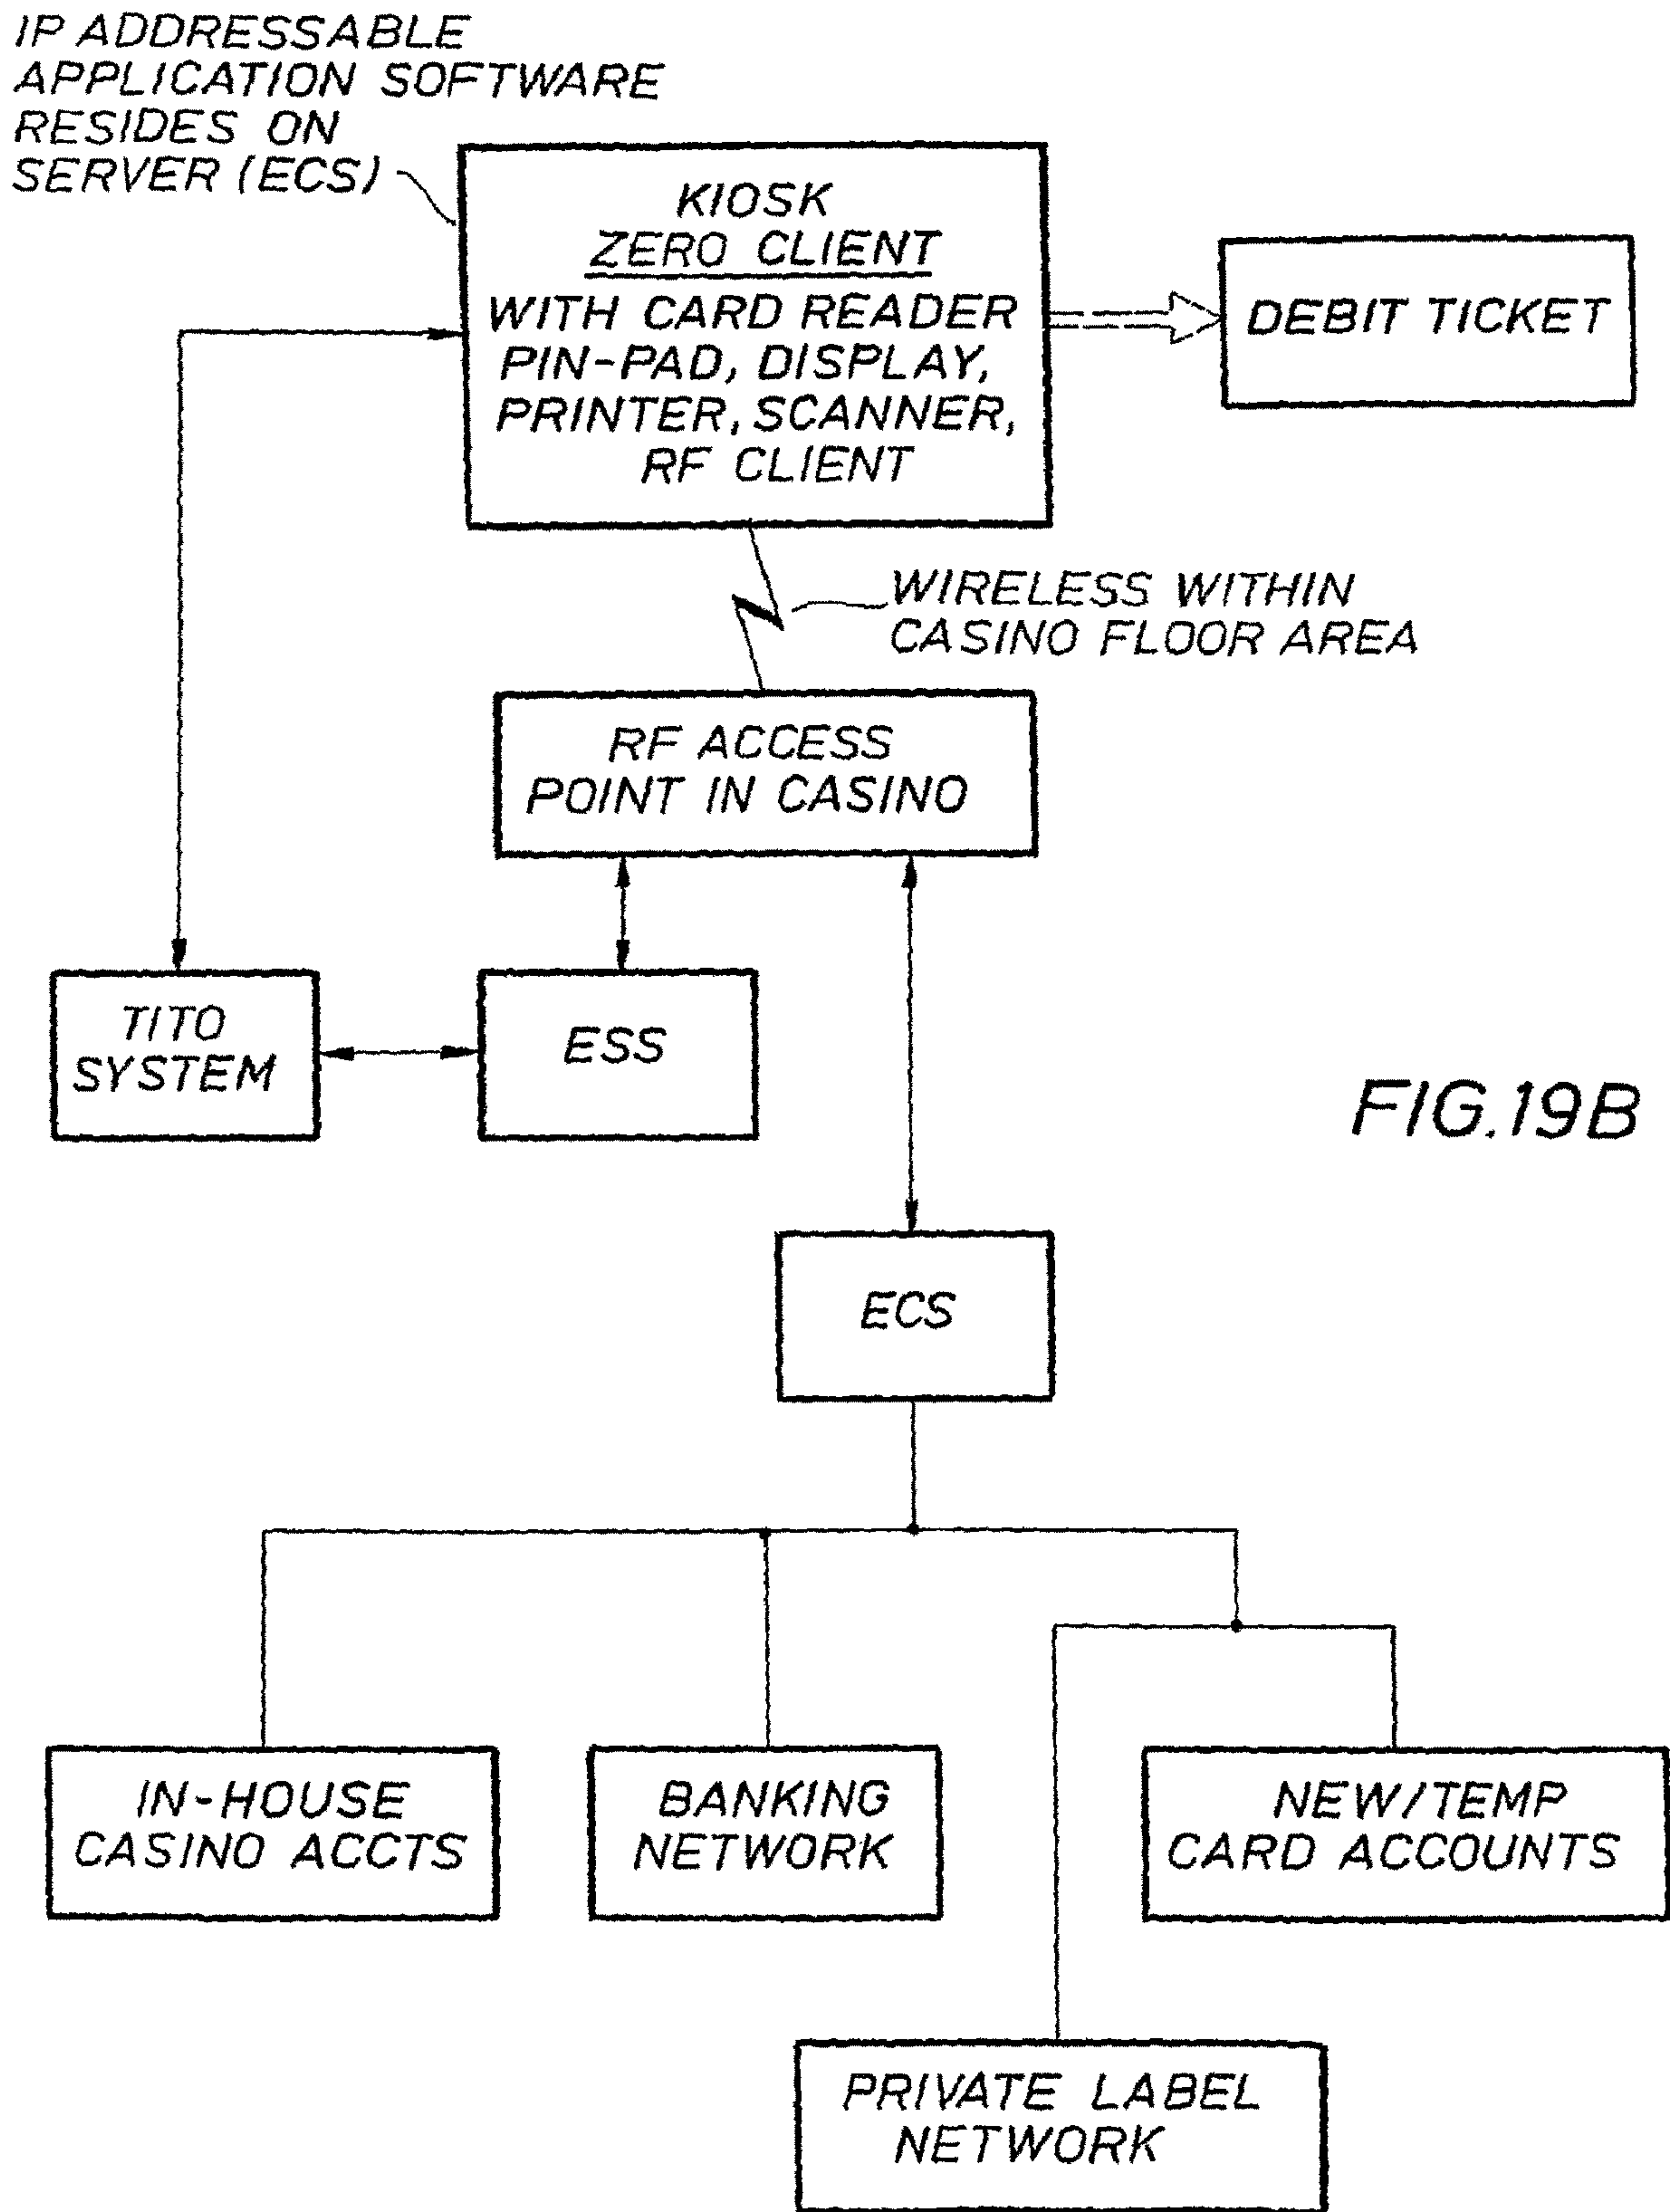 IP ADDRESSABLE
APPLICATION SOFTWARE
RESIDES ON
SERVER (ECS)
KIOSK
ZERO CLIENT
WITH CARD READER
PIN-PAD, DISPLAY,
PRINTER, SCANNER,
RF CLIENT
DEBIT TICKET
WIRELESS WITHIN
CASINO FLOOR AREA
RF ACCESS
POINT IN CASINO
TITO
SYSTEM
ESS
FIG. 19B
ECS
IN-HOUSE
CASINO ACCTS
BANKING
NETWORK
NEW/TEMP
CARD ACCOUNTS
PRIVATE LABEL
NETWORK